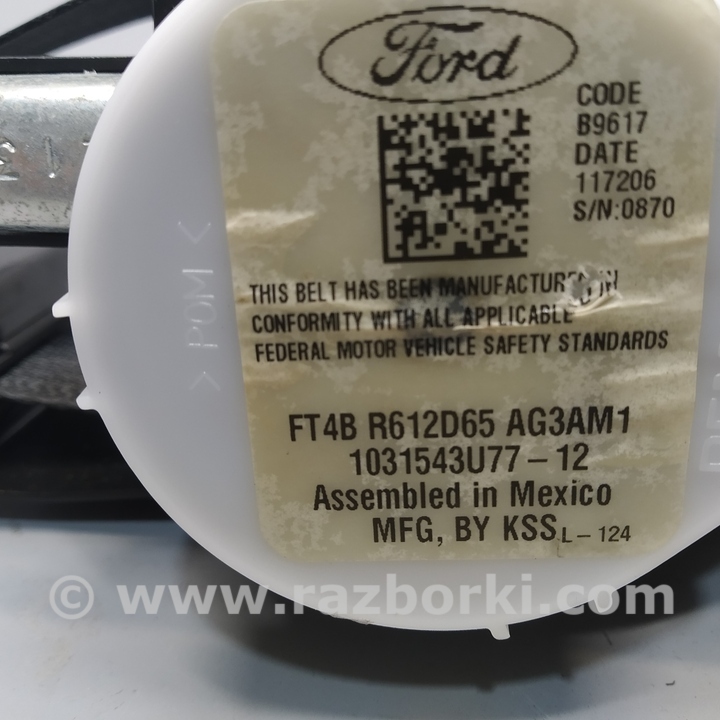 Ford
CODE
B9617
DATE
117206
S/N:0870
THIS BELT HAS BEEN MANUFACTURED IN
CONFORMITY WITH ALL APPLICABLE
FEDERAL MOTOR VEHICLE SAFETY STANDARDS
FT4B R612D65 AG3AM1
1031543U77-12
Assembled in Mexico
MFG, BY KSS L-124
> POM <
© www.razborki.com